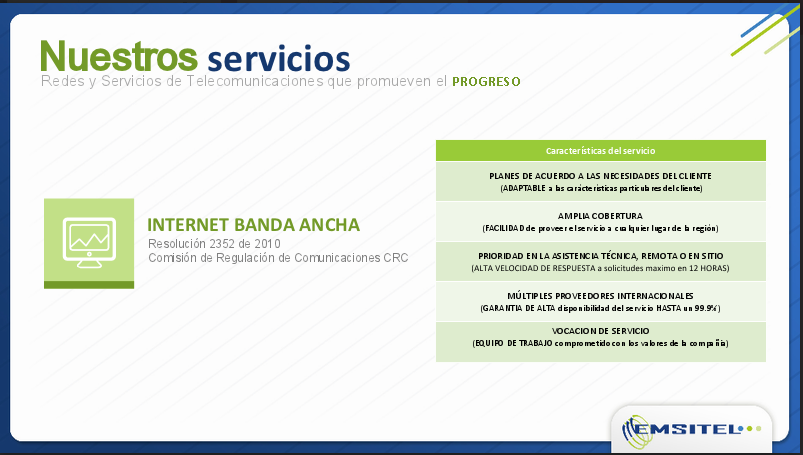 Nuestros servicios
Redes y Servicios de Telecomunicaciones que promueven el PROGRESO
Características del servicio
PLANES DE ACUERDO A LAS NECESIDADES DEL CLIENTE
(ADAPTABLE a las carácteristicas particulares del cliente)
AMPLIA COBERTURA
(FACILIDAD de proveer el servicio a cualquier lugar de la región)
PRIORIDAD EN LA ASISTENCIA TÉCNICA, REMOTA O EN SITIO
(ALTA VELOCIDAD DE RESPUESTA a solicitudes maximo en 12 HORAS)
MÚLTIPLES PROVEEDORES INTERNACIONALES
(GARANTIA DE ALTA disponibilidad del servicio HASTA un 99.9%)
VOCACION DE SERVICIO
(EQUIPO DE TRABAJO comprometido con los valores de la compañia)
INTERNET BANDA ANCHA
Resolución 2352 de 2010
Comisión de Regulación de Comunicaciones CRC
EMSITEL